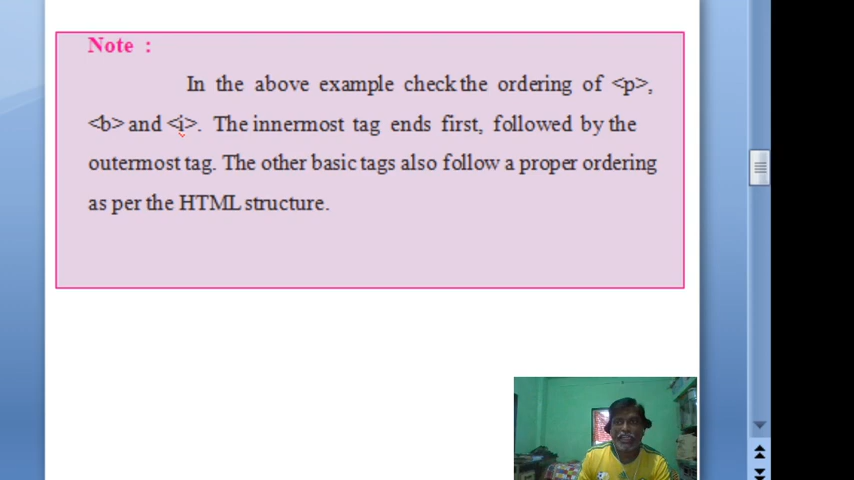 Note :
In the above example check the ordering of <p>,
<b> and <i>. The innermost tag ends first, followed by the
outermost tag. The other basic tags also follow a proper ordering
as per the HTML structure.